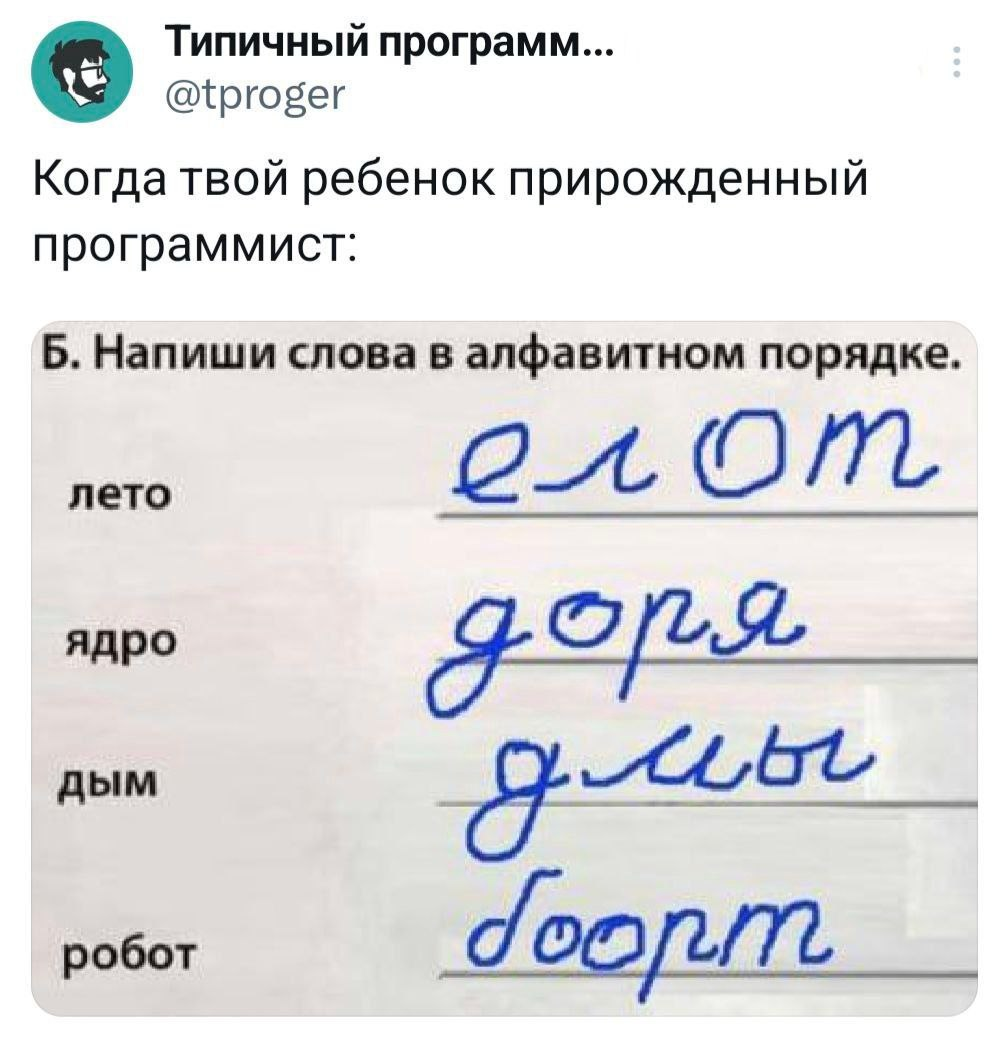 Типичный программ...
@tproger
Когда твой ребенок прирожденный
программист:
Б. Напиши слова в алфавитном порядке.
лето елот
ядро доря
дым дмы
робот боорт